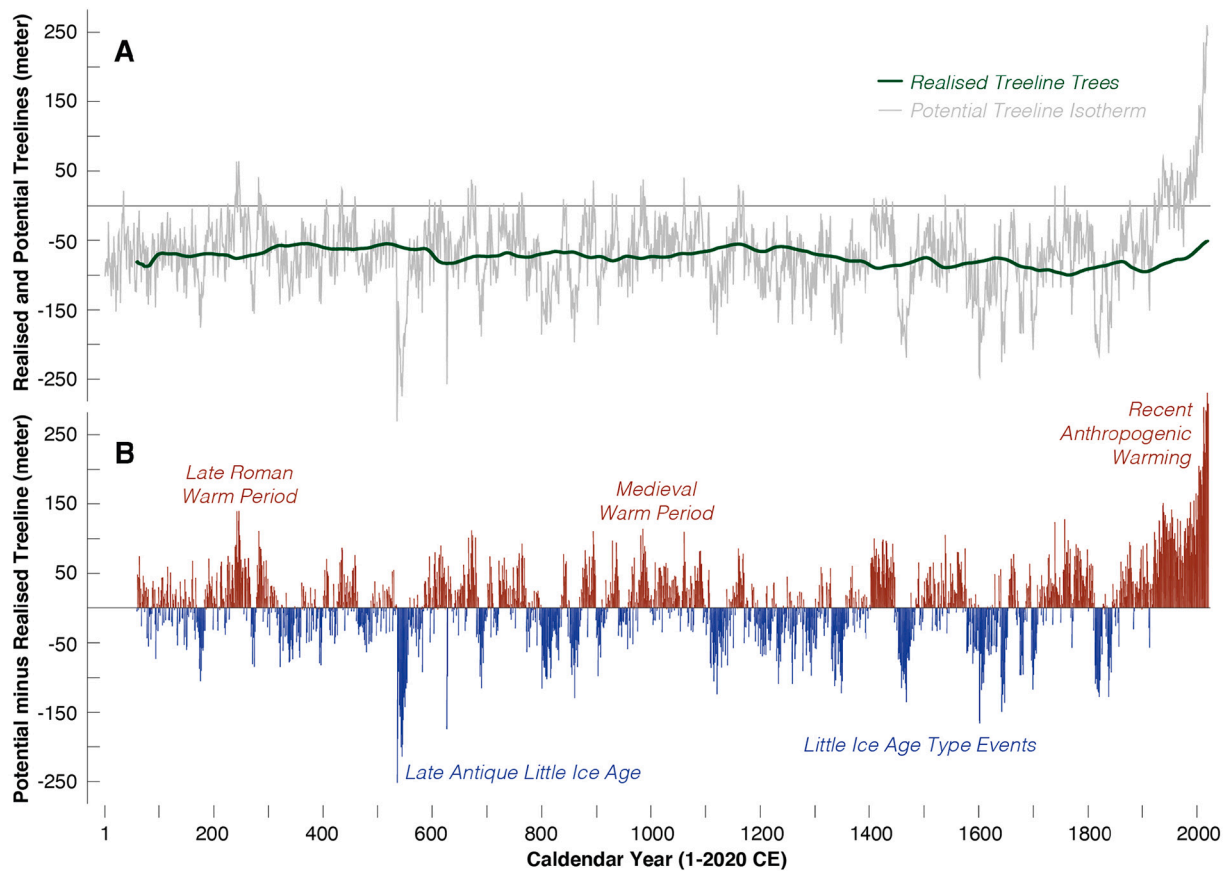 A
Realised and Potential Treelines (meter)
250
150
50
-50
-150
-250
Realised Treeline Trees
Potential Treeline Isotherm
B
Potential minus Realised Treeline (meter)
250
150
50
-50
-150
-250
Late Roman
Warm Period
Medieval
Warm Period
Recent
Anthropogenic
Warming
Late Antique Little Ice Age
Little Ice Age Type Events
1 200 400 600 800 1000 1200 1400 1600 1800 2000
Caldendar Year (1-2020 CE)